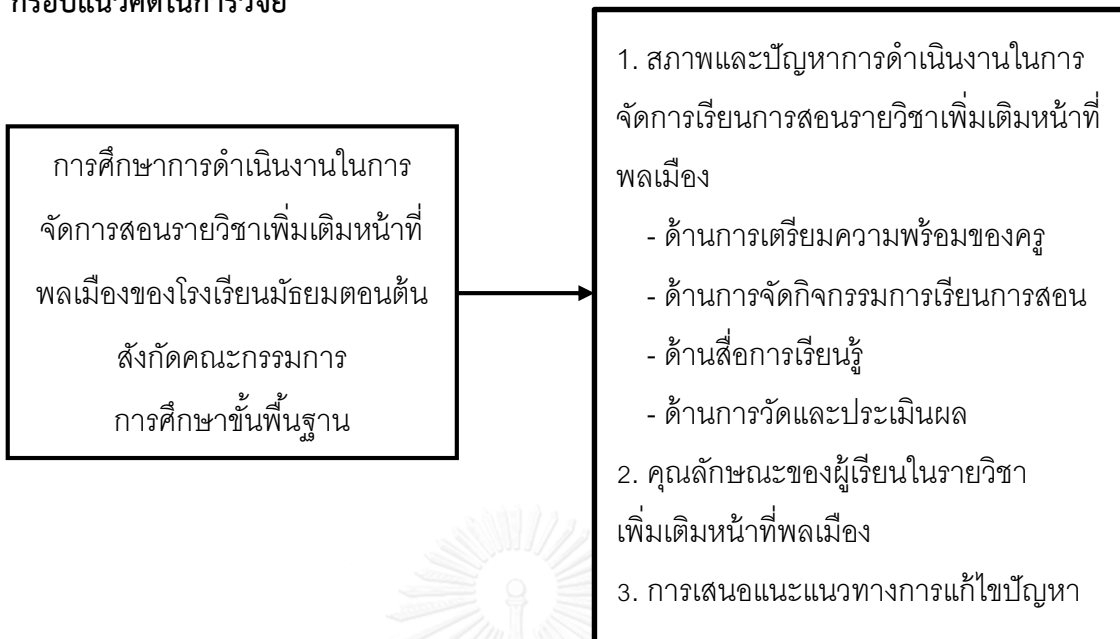 กรอบแนวคิดในการวิจัย
การศึกษาการดำเนินงานในการ
จัดการสอนรายวิชาเพิ่มเติมหน้าที่
พลเมืองของโรงเรียนมัธยมตอนต้น
สังกัดคณะกรรมการ
การศึกษาขั้นพื้นฐาน
1. สภาพและปัญหาการดำเนินงานในการ
จัดการเรียนการสอนรายวิชาเพิ่มเติมหน้าที่
พลเมือง
- ด้านการเตรียมความพร้อมของครู
- ด้านการจัดกิจกรรมการเรียนการสอน
- ด้านสื่อการเรียนรู้
- ด้านการวัดและประเมินผล
2. คุณลักษณะของผู้เรียนในรายวิชา
เพิ่มเติมหน้าที่พลเมือง
3. การเสนอแนะแนวทางการแก้ไขปัญหา